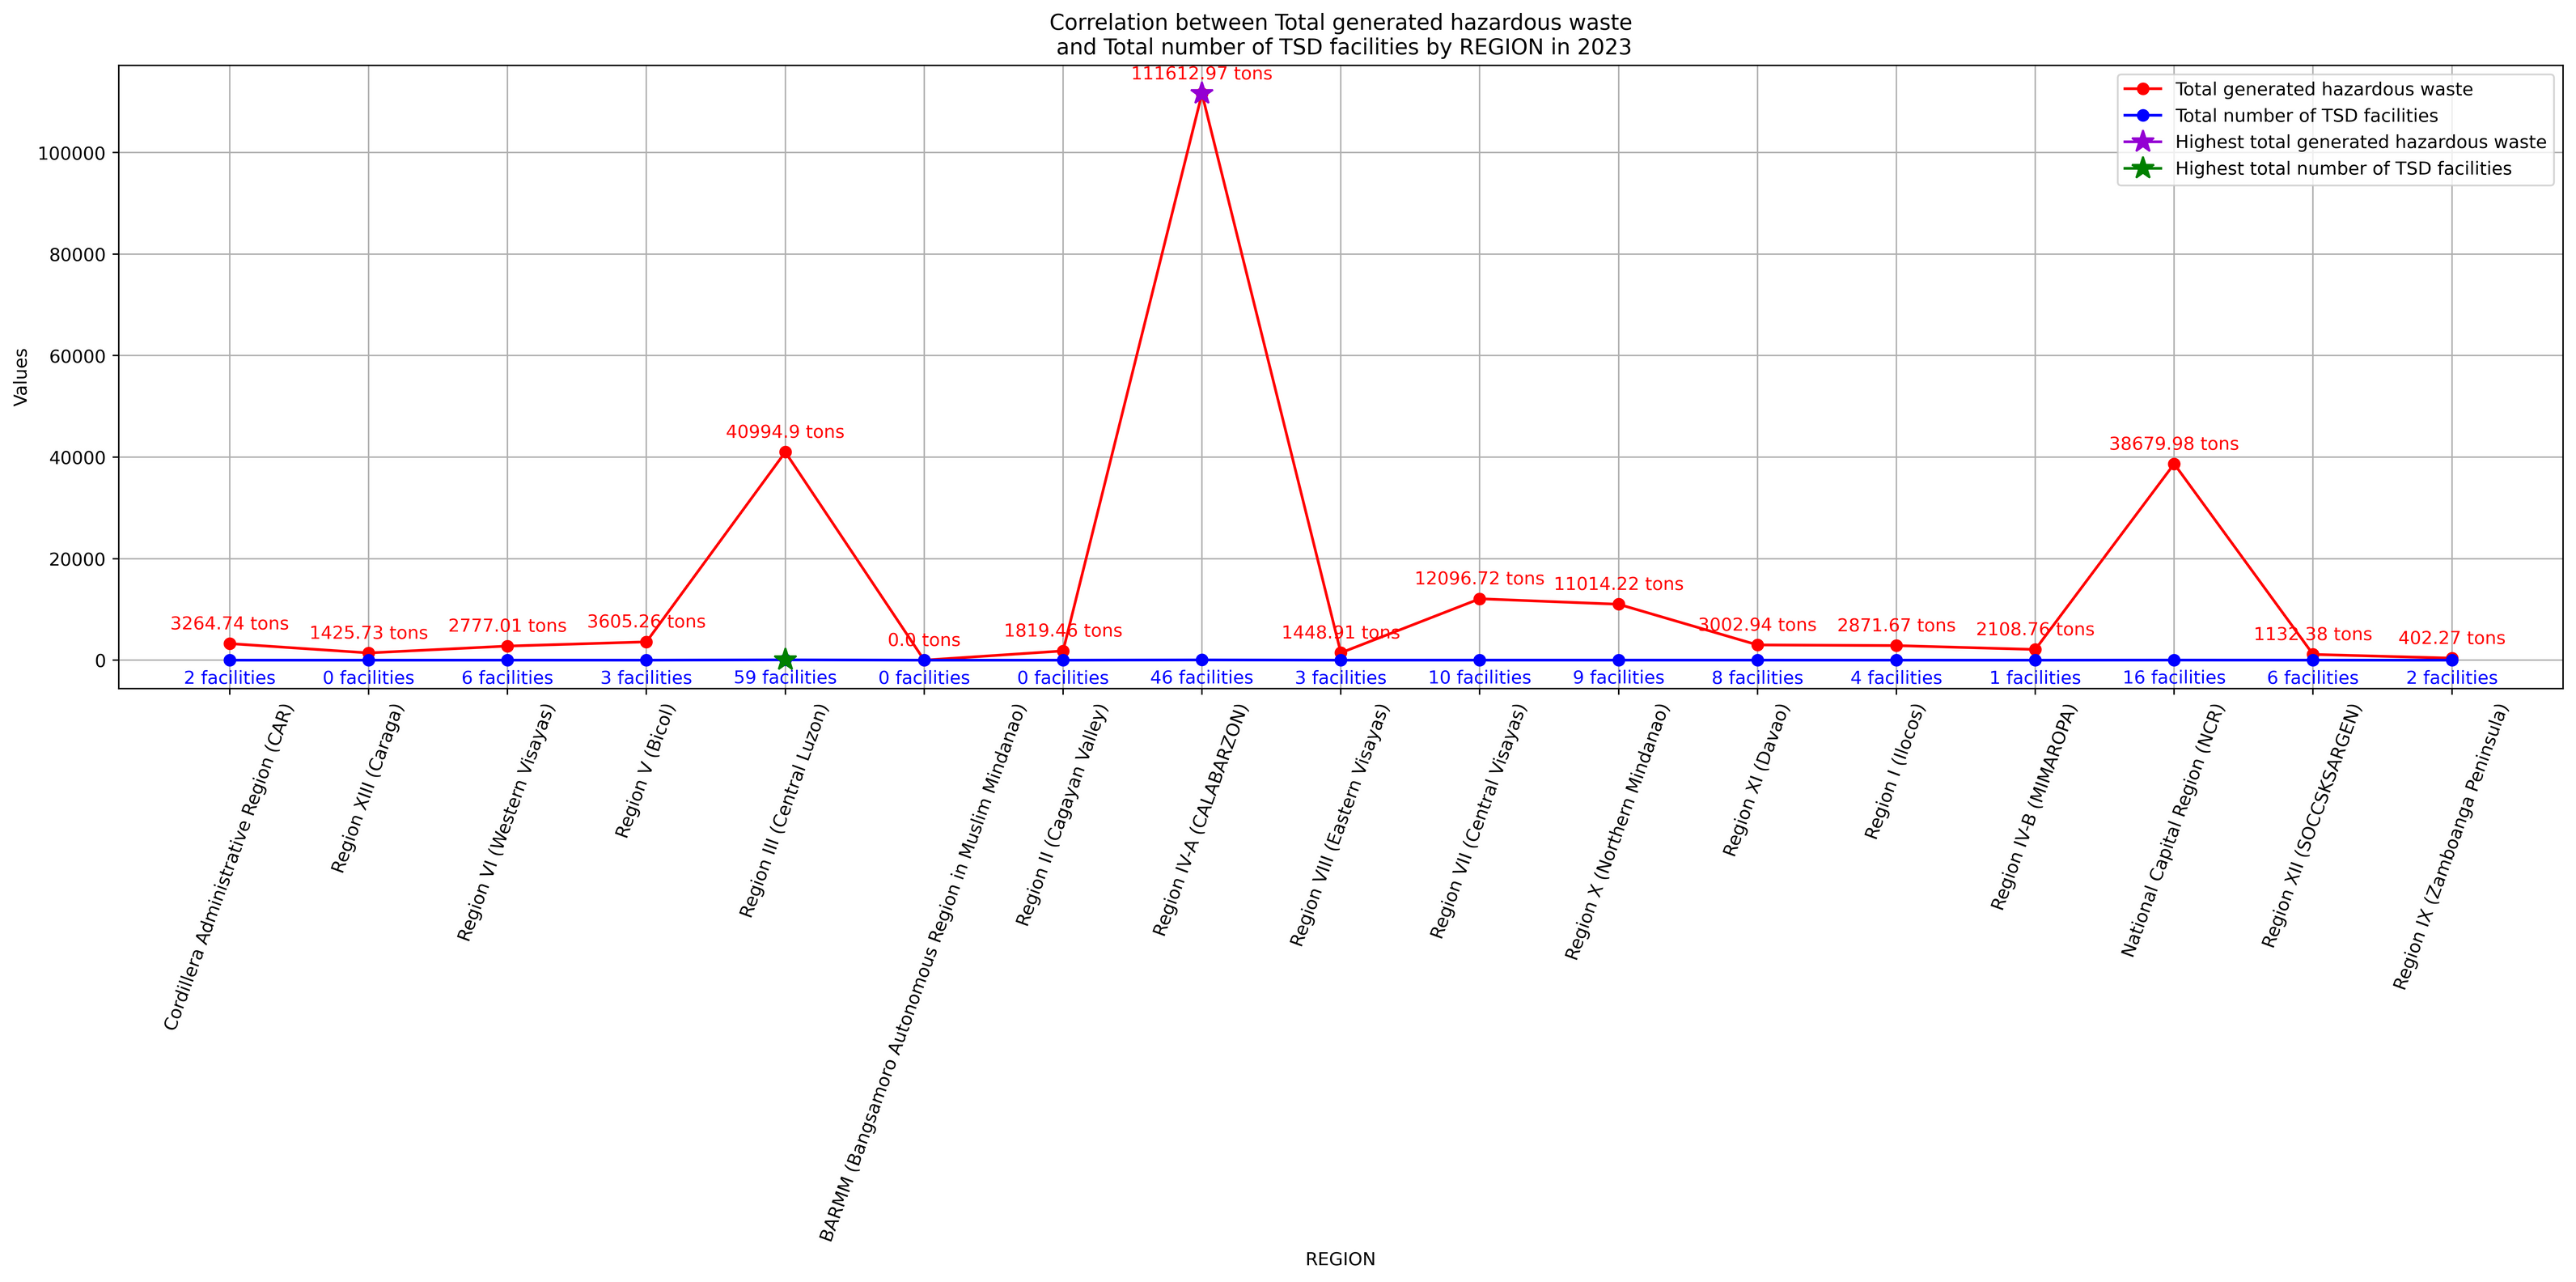 Correlation between Total generated hazardous waste
and Total number of TSD facilities by REGION in 2023
Total generated hazardous waste
Total number of TSD facilities
Highest total generated hazardous waste
Highest total number of TSD facilities
Values
100000
80000
60000
40000
20000
0
3264.74 tons
1425.73 tons
2777.01 tons
3605.26 tons
40994.9 tons
0.0 tons
1819.46 tons
111612.97 tons
1448.91 tons
12096.72 tons
11014.22 tons
3002.94 tons
2871.67 tons
2108.76 tons
38679.98 tons
1132.38 tons
402.27 tons
2 facilities
0 facilities
6 facilities
3 facilities
59 facilities
0 facilities
0 facilities
46 facilities
3 facilities
10 facilities
9 facilities
8 facilities
4 facilities
1 facilities
16 facilities
6 facilities
2 facilities
Cordillera Administrative Region (CAR)
Region XIII (Caraga)
Region VI (Western Visayas)
Region V (Bicol)
Region III (Central Luzon)
BARMM (Bangsamoro Autonomous Region in Muslim Mindanao)
Region II (Cagayan Valley)
Region IV-A (CALABARZON)
Region VIII (Eastern Visayas)
Region VII (Central Visayas)
Region X (Northern Mindanao)
Region XI (Davao)
Region I (Ilocos)
Region IV-B (MIMAROPA)
National Capital Region (NCR)
Region XII (SOCCSKSARGEN)
Region IX (Zamboanga Peninsula)
REGION